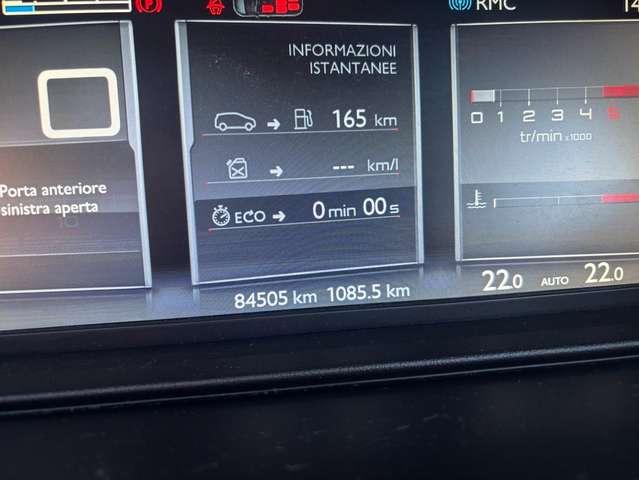 RMC
14
INFORMAZIONI
ISTANTANEE
165 km
--- km/l
ECO 0 min 00 s
Porta anteriore
sinistra aperta
0 1 2 3 4 5
tr/min x1000
84505 km 1085.5 km
22.0 AUTO 22.0